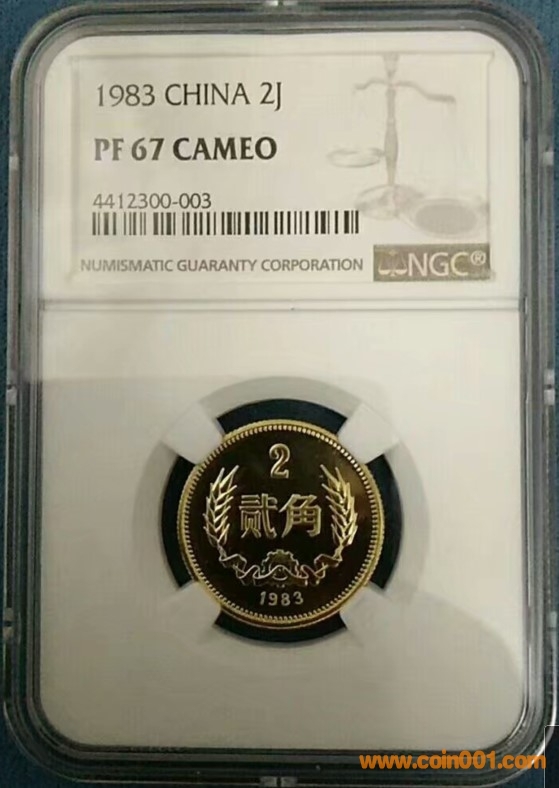 1983 CHINA 2J
PF 67 CAMEO
4412300-003
NUMISMATIC GUARANTY CORPORATION
NGC®
2
贰角
1983
www.coin001.com